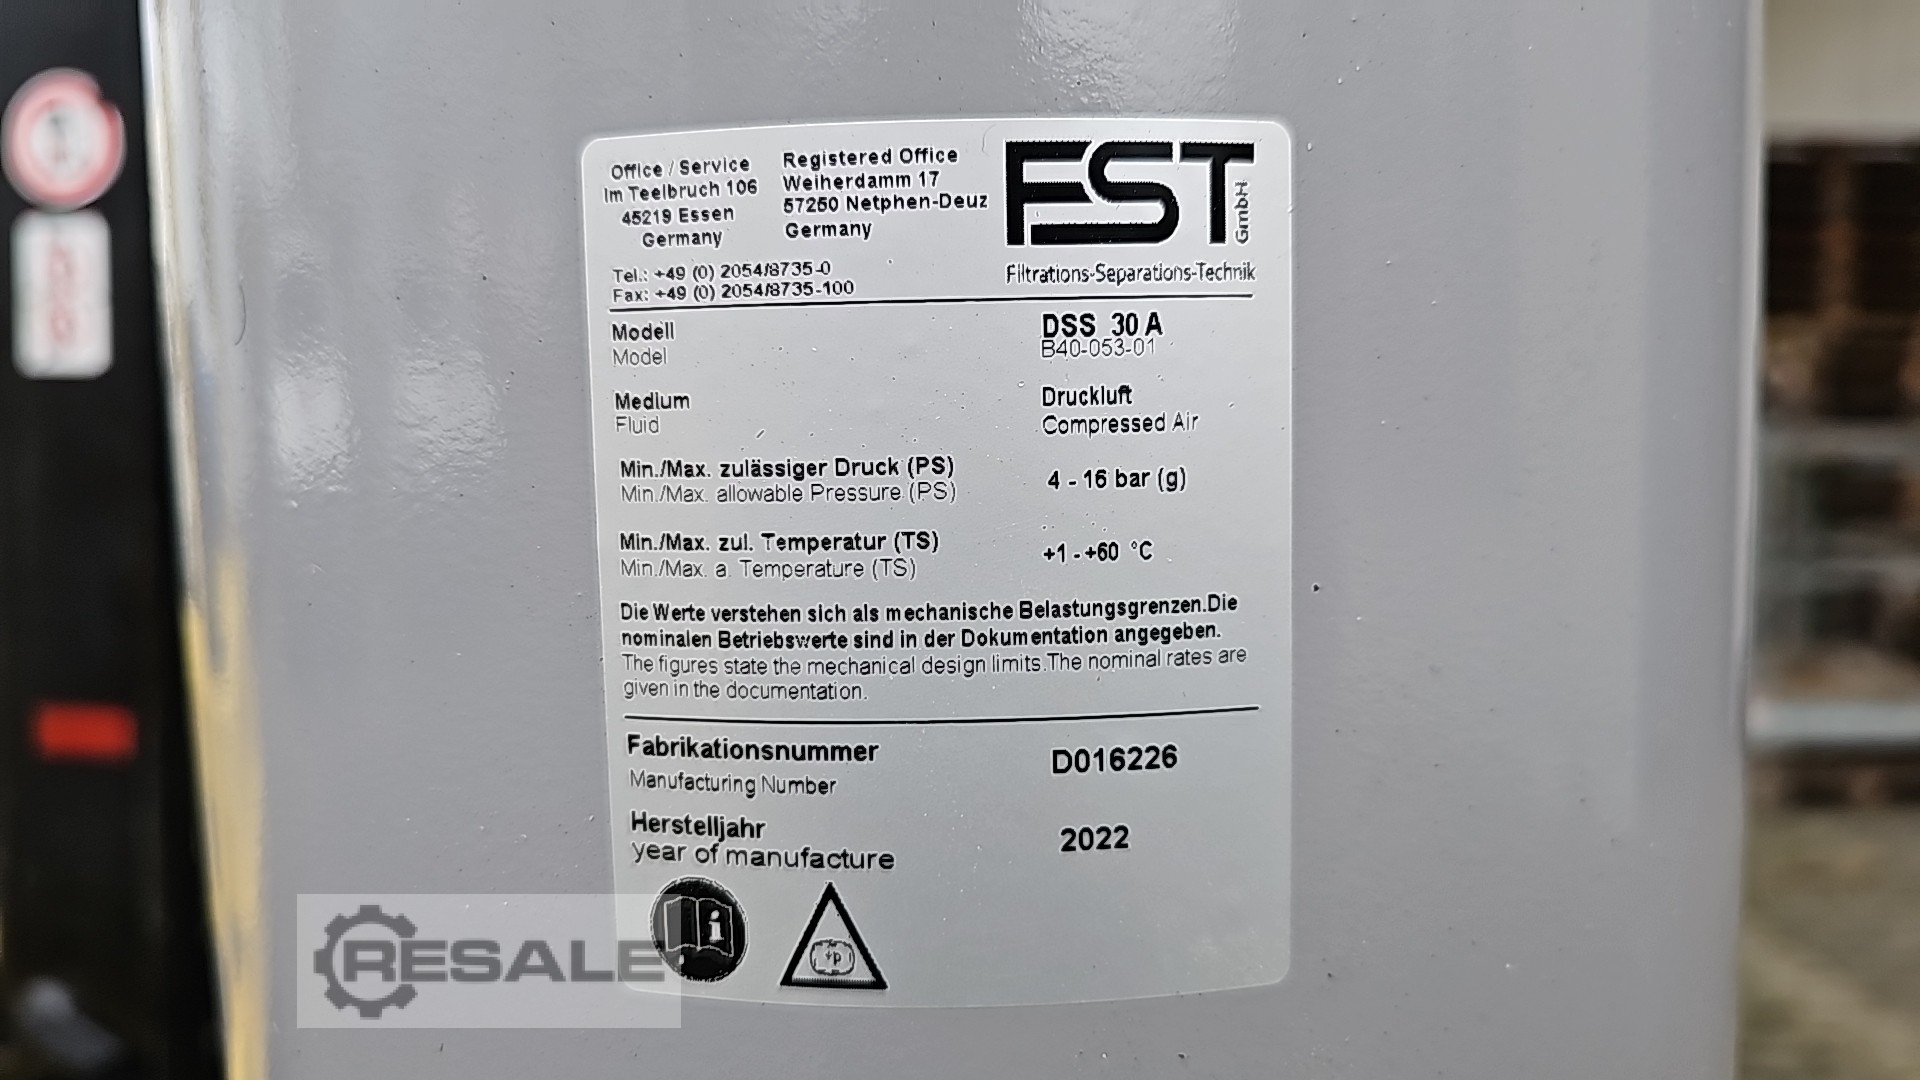 Office / Service
Im Teelbruch 106
45219 Essen
Germany
Registered Office
Weiherdamm 17
57250 Netphen-Deuz
Germany
FST
GmbH
Filtrations-Separations-Technik
Tel.: +49 (0) 2054/8735-0
Fax: +49 (0) 2054/8735-100
Modell DSS 30 A
Model B40-053-01
Medium Druckluft
Fluid Compressed Air
Min./Max. zulässiger Druck (PS)
Min./Max. allowable Pressure (PS)
4 - 16 bar (g)
Min./Max. zul. Temperatur (TS)
Min./Max. a. Temperature (TS)
+1 - +60 °C
Die Werte verstehen sich als mechanische Belastungsgrenzen.Die
nominalen Betriebswerte sind in der Dokumentation angegeben.
The figures state the mechanical design limits.The nominal rates are
given in the documentation.
Fabrikationsnummer D016226
Manufacturing Number
Herstelljahr 2022
year of manufacture
i
p
RESALE